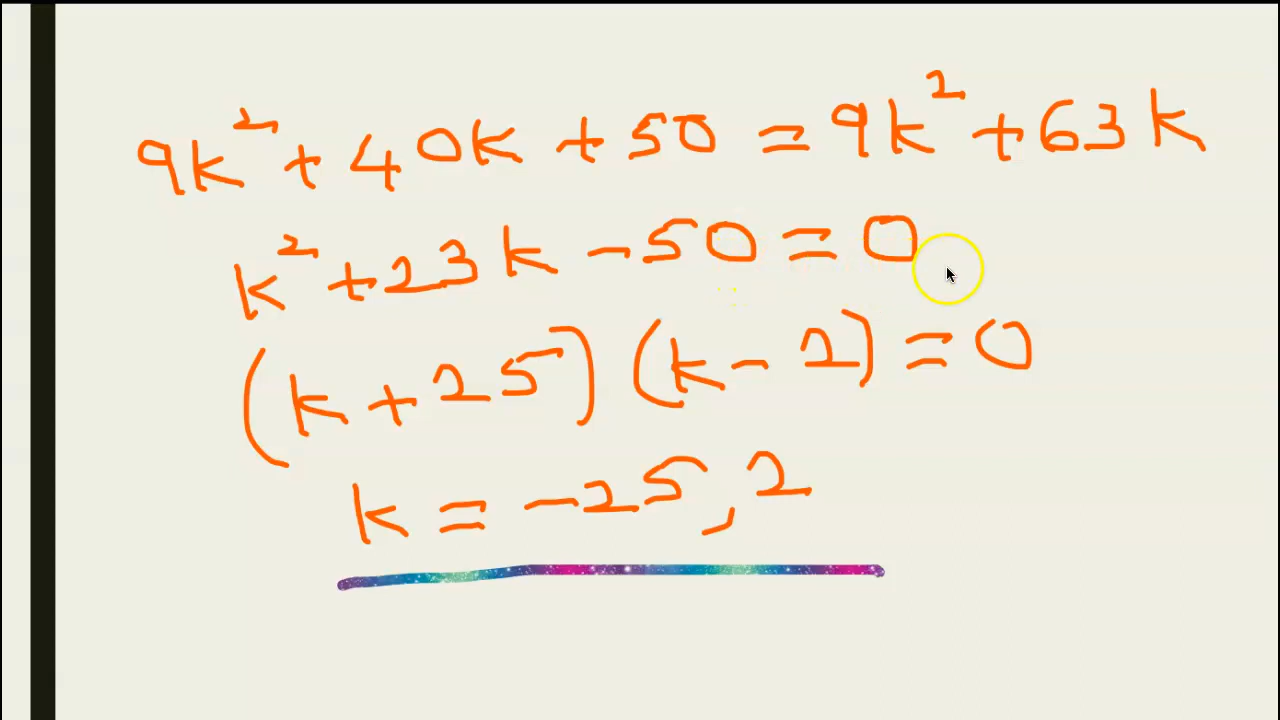 9k² + 40k + 50 = 9k² + 63k
k² + 23k - 50 = 0
(k + 25) (k - 2) = 0
k = -25, 2